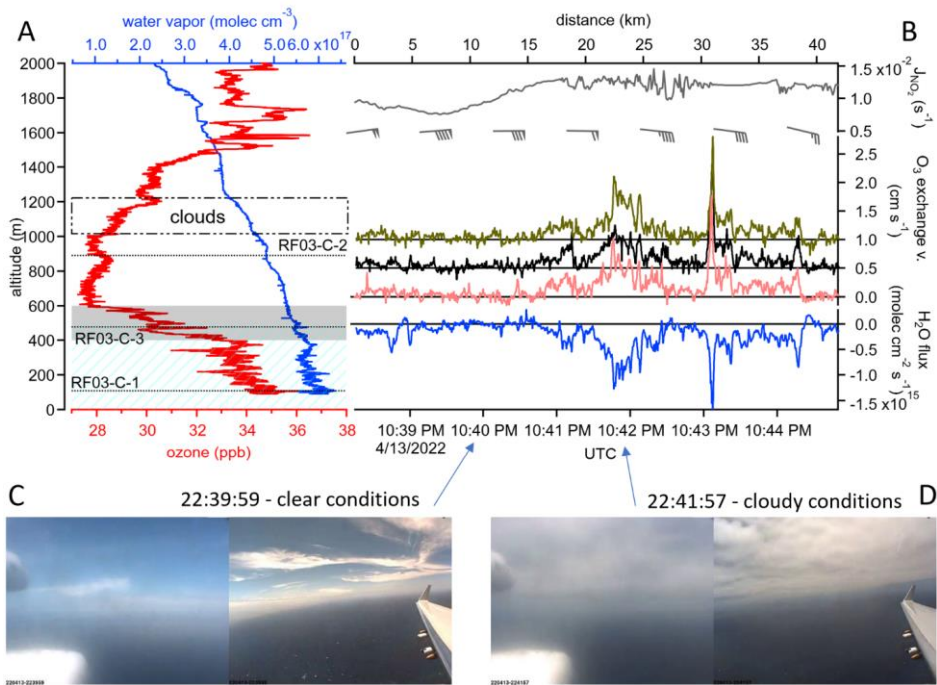 A
water vapor (molec cm⁻³)
1.0 2.0 3.0 4.0 5.0 6.0 x10¹⁷
2000
1800
1600
1400
1200
1000
800
600
400
200
0
altitude (m)
clouds
RF03-C-2
RF03-C-3
RF03-C-1
28 30 32 34 36 38
ozone (ppb)
B
distance (km)
0 5 10 15 20 25 30 35 40
1.5 x10⁻²
1.0
0.5
J_NO₂ (s⁻¹)
2.5
2.0
1.5
1.0
0.5
0.0
O₃ exchange v.
(cm s⁻¹)
0.0
-0.5
-1.0
-1.5 x10¹⁵
H₂O flux
(molec cm⁻² s⁻¹)
10:39 PM 10:40 PM 10:41 PM 10:42 PM 10:43 PM 10:44 PM
4/13/2022
UTC
C
22:39:59 - clear conditions
22:41:57 - cloudy conditions
D
220413-223959
220413-224157